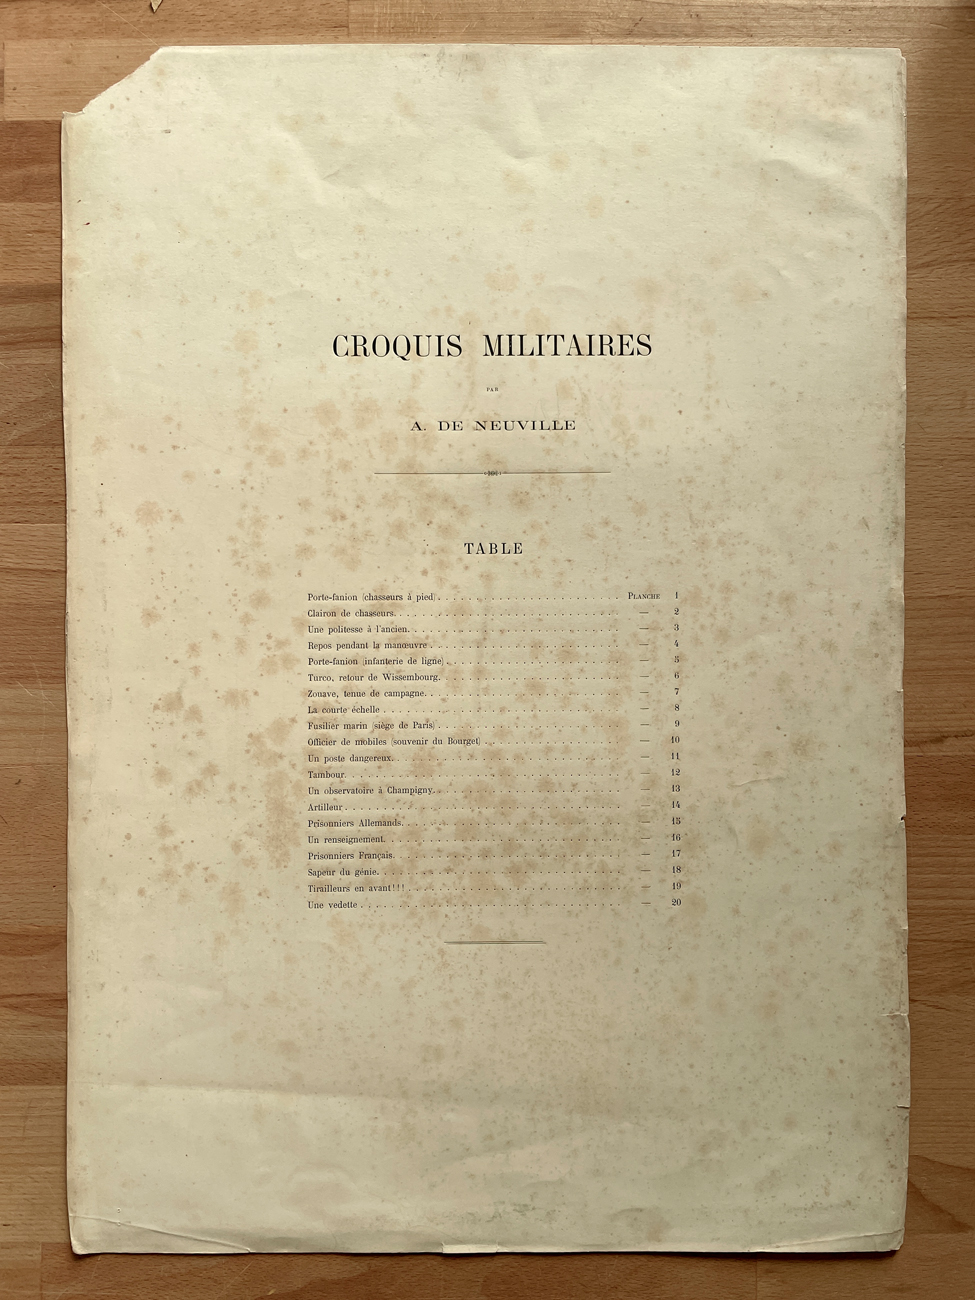 CROQUIS MILITAIRES
PAR
A. DE NEUVILLE
TABLE
Porte-fanion (chasseurs à pied) . . . . . . . . . . . . . . . . . . . . PLANCHE 1
Clairon de chasseurs. . . . . . . . . . . . . . . . . . . . . . . . . — 2
Une politesse à l'ancien. . . . . . . . . . . . . . . . . . . . . . . . — 3
Repos pendant la manœuvre . . . . . . . . . . . . . . . . . . . . . — 4
Porte-fanion (infanterie de ligne) . . . . . . . . . . . . . . . . . . . — 5
Turco, retour de Wissembourg. . . . . . . . . . . . . . . . . . . . . — 6
Zouave, tenue de campagne. . . . . . . . . . . . . . . . . . . . . . — 7
La courte échelle . . . . . . . . . . . . . . . . . . . . . . . . . . — 8
Fusilier marin (siège de Paris) . . . . . . . . . . . . . . . . . . . . — 9
Officier de mobiles (souvenir du Bourget) . . . . . . . . . . . . . . . — 10
Un poste dangereux. . . . . . . . . . . . . . . . . . . . . . . . . — 11
Tambour. . . . . . . . . . . . . . . . . . . . . . . . . . . . . . — 12
Un observatoire à Champigny. . . . . . . . . . . . . . . . . . . . . — 13
Artilleur . . . . . . . . . . . . . . . . . . . . . . . . . . . . . . — 14
Prisonniers Allemands. . . . . . . . . . . . . . . . . . . . . . . . — 15
Un renseignement. . . . . . . . . . . . . . . . . . . . . . . . . . — 16
Prisonniers Français. . . . . . . . . . . . . . . . . . . . . . . . . — 17
Sapeur du génie. . . . . . . . . . . . . . . . . . . . . . . . . . . — 18
Tirailleurs en avant!!! . . . . . . . . . . . . . . . . . . . . . . . — 19
Une vedette . . . . . . . . . . . . . . . . . . . . . . . . . . . . — 20